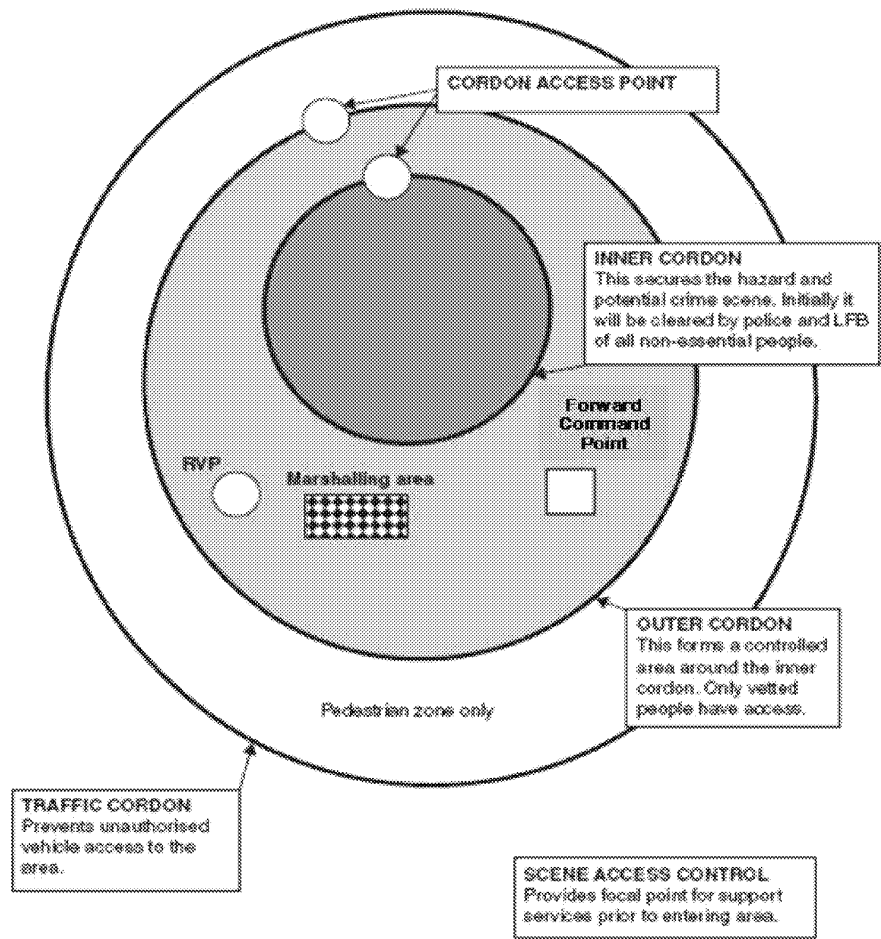 CORDON ACCESS POINT
INNER CORDON
This secures the hazard and
potential crime scene. Initially it
will be cleared by police and LFB
of all non-essential people.
Forward
Command
Point
RVP
Marshalling area
OUTER CORDON
This forms a controlled
area around the inner
cordon. Only vetted
people have access.
Pedestrian zone only
TRAFFIC CORDON
Prevents unauthorised
vehicle access to the
area.
SCENE ACCESS CONTROL
Provides focal point for support
services prior to entering area.